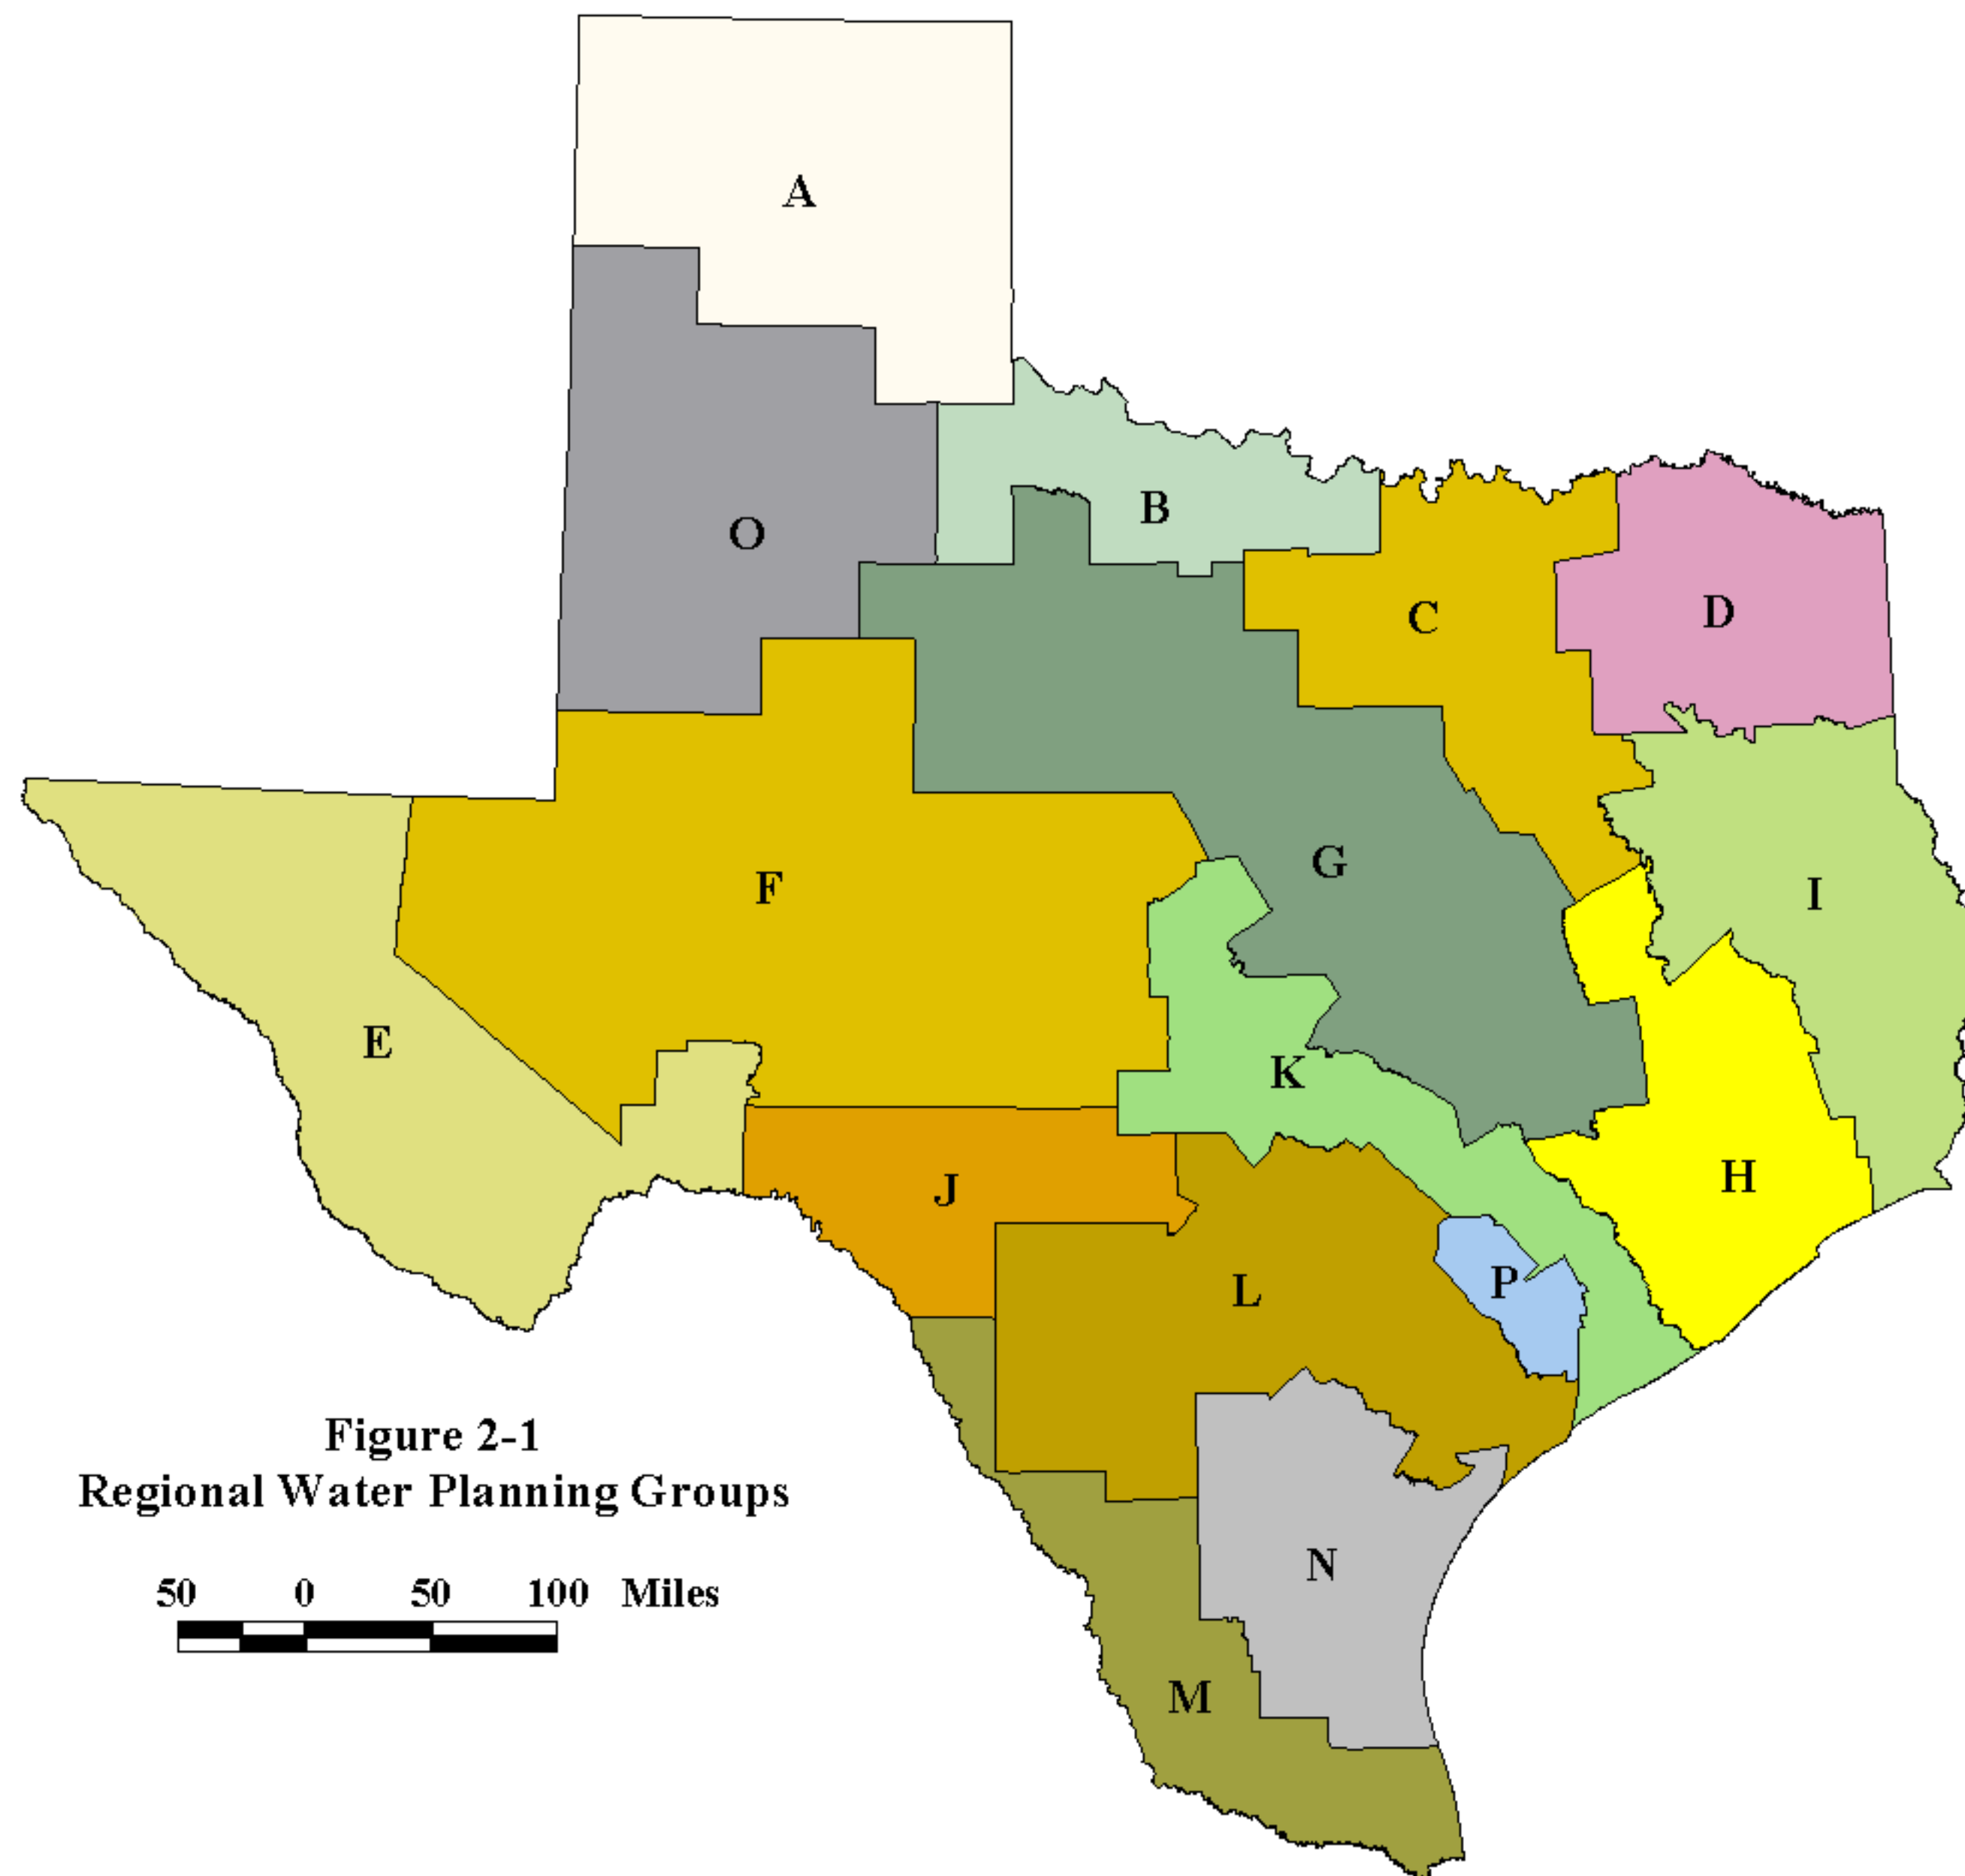 A
O
B
C
D
F
G
I
E
K
H
J
L
P
Figure 2-1
Regional Water Planning Groups
N
50 0 50 100 Miles
M